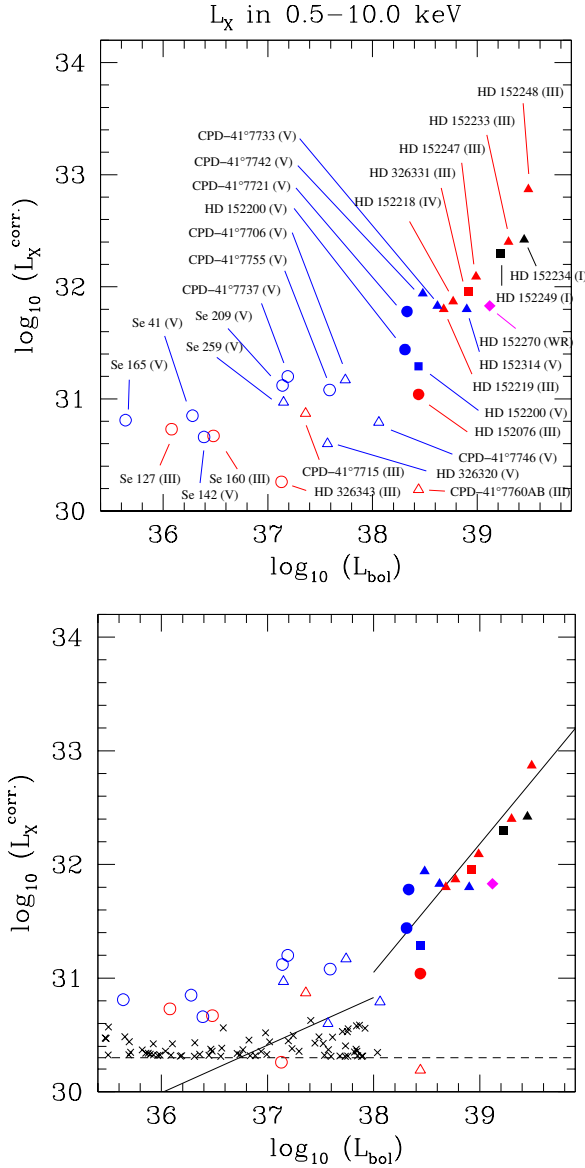 L_X in 0.5−10.0 keV
34
HD 152248 (III)
HD 152233 (III)
CPD−41°7733 (V)
HD 152247 (III)
CPD−41°7742 (V)
HD 326331 (III)
33
CPD−41°7721 (V)
HD 152218 (IV)
HD 152200 (V)
CPD−41°7706 (V)
CPD−41°7755 (V)
HD 152234 (I
CPD−41°7737 (V)
HD 152249 (I)
32
Se 209 (V)
Se 41 (V)
HD 152270 (WR)
Se 259 (V)
HD 152314 (V)
Se 165 (V)
HD 152219 (III)
31
HD 152200 (V)
HD 152076 (III)
CPD−41°7746 (V)
CPD−41°7715 (III)
HD 326320 (V)
Se 127 (III)
Se 160 (III)
Se 142 (V)
HD 326343 (III)
CPD−41°7760AB (III)
30
log10 (L_X^corr.)
36 37 38 39
log10 (L_bol)
34
33
32
31
30
log10 (L_X^corr.)
36 37 38 39
log10 (L_bol)